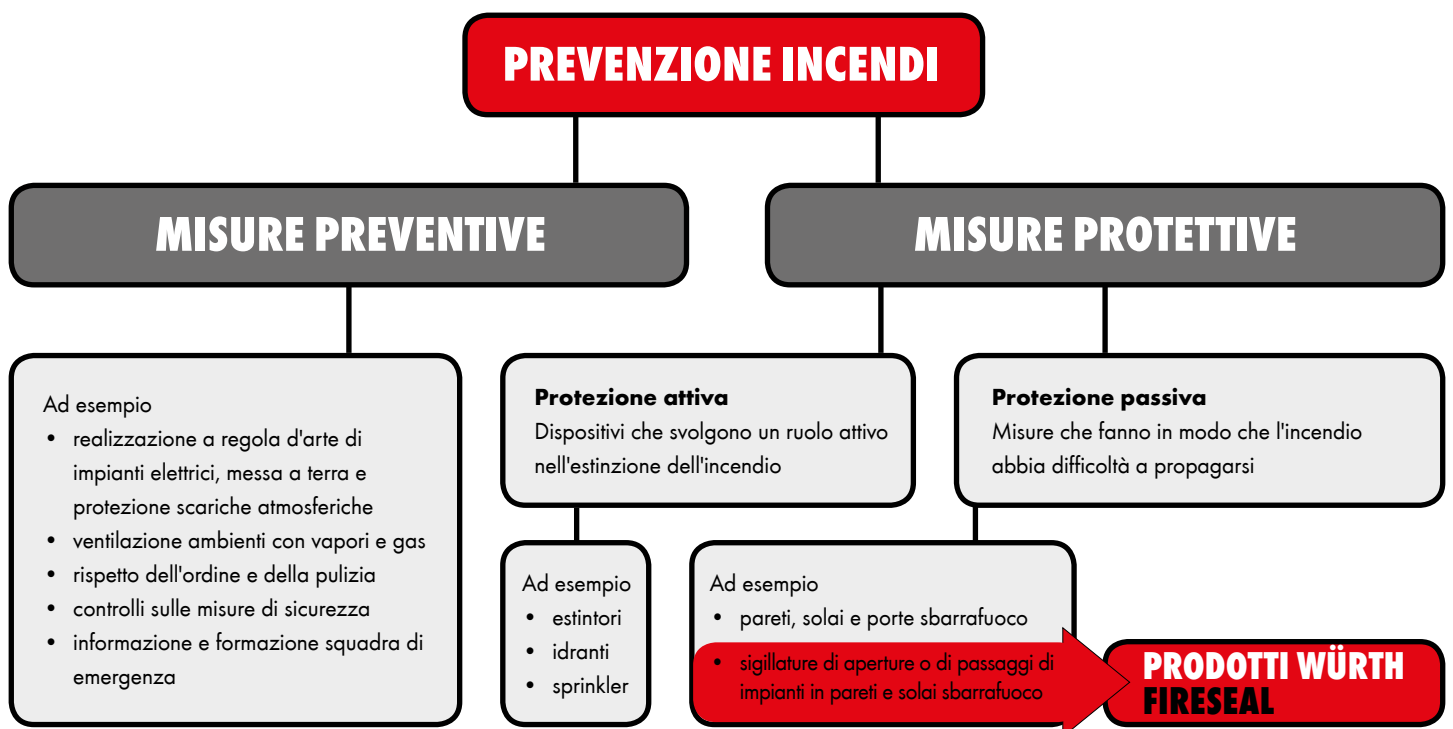 PREVENZIONE INCENDI
MISURE PREVENTIVE
MISURE PROTETTIVE
Ad esempio
• realizzazione a regola d'arte di
impianti elettrici, messa a terra e
protezione scariche atmosferiche
• ventilazione ambienti con vapori e gas
• rispetto dell'ordine e della pulizia
• controlli sulle misure di sicurezza
• informazione e formazione squadra di
emergenza
Protezione attiva
Dispositivi che svolgono un ruolo attivo
nell'estinzione dell'incendio
Ad esempio
• estintori
• idranti
• sprinkler
Protezione passiva
Misure che fanno in modo che l'incendio
abbia difficoltà a propagarsi
Ad esempio
• pareti, solai e porte sbarrafuoco
• sigillature di aperture o di passaggi di
impianti in pareti e solai sbarrafuoco
PRODOTTI WÜRTH
FIRESEAL